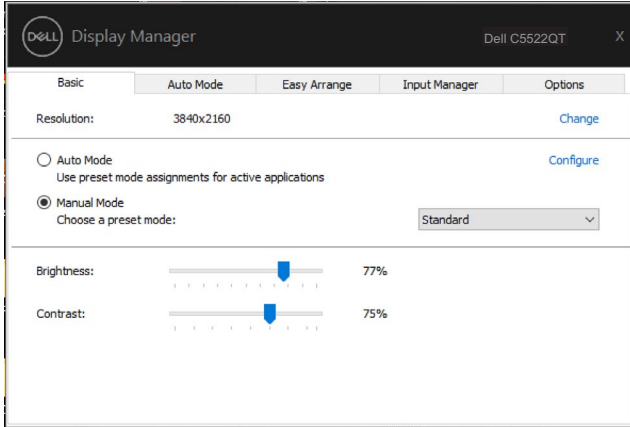 DELL Display Manager Dell C5522QT X
Basic Auto Mode Easy Arrange Input Manager Options
Resolution: 3840x2160 Change
Auto Mode Configure
Use preset mode assignments for active applications
Manual Mode
Choose a preset mode: Standard
Brightness: 77%
Contrast: 75%